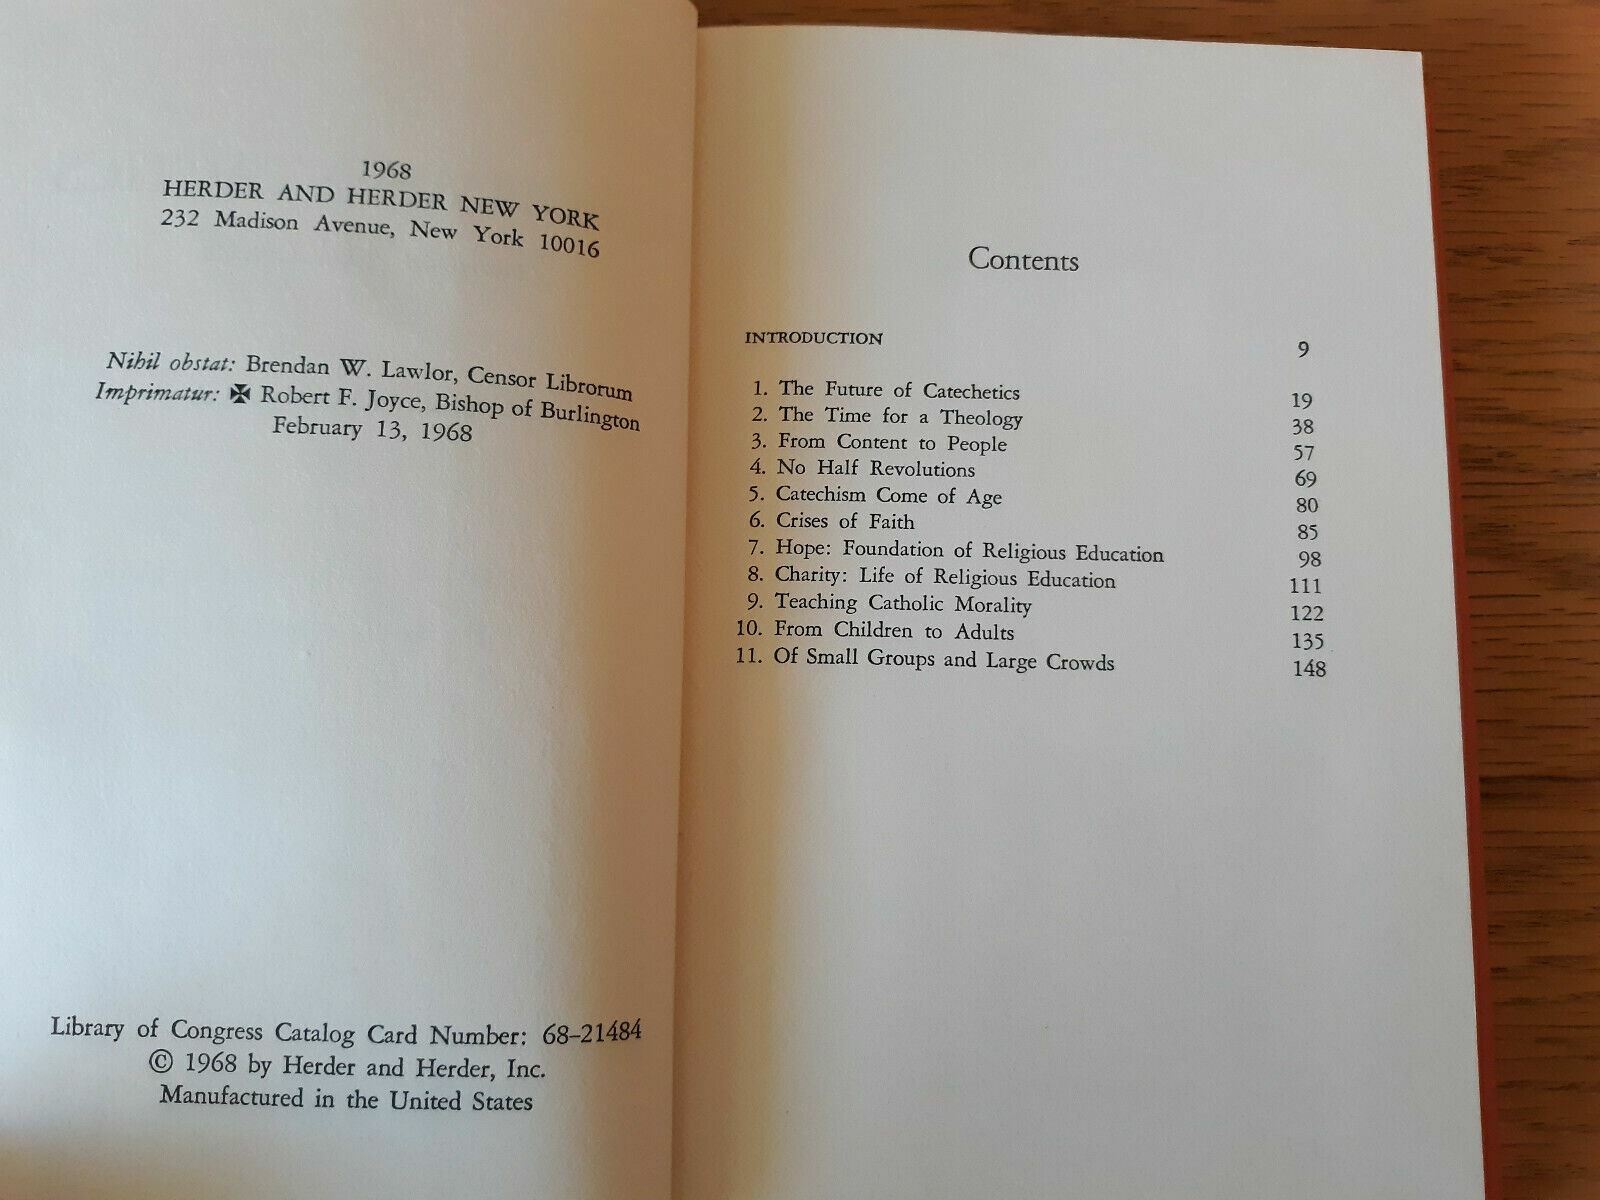 1968
HERDER AND HERDER NEW YORK
232 Madison Avenue, New York 10016
Nihil obstat: Brendan W. Lawlor, Censor Librorum
Imprimatur: ✠ Robert F. Joyce, Bishop of Burlington
February 13, 1968
Library of Congress Catalog Card Number: 68–21484
© 1968 by Herder and Herder, Inc.
Manufactured in the United States
Contents
INTRODUCTION 9
1. The Future of Catechetics 19
2. The Time for a Theology 38
3. From Content to People 57
4. No Half Revolutions 69
5. Catechism Come of Age 80
6. Crises of Faith 85
7. Hope: Foundation of Religious Education 98
8. Charity: Life of Religious Education 111
9. Teaching Catholic Morality 122
10. From Children to Adults 135
11. Of Small Groups and Large Crowds 148